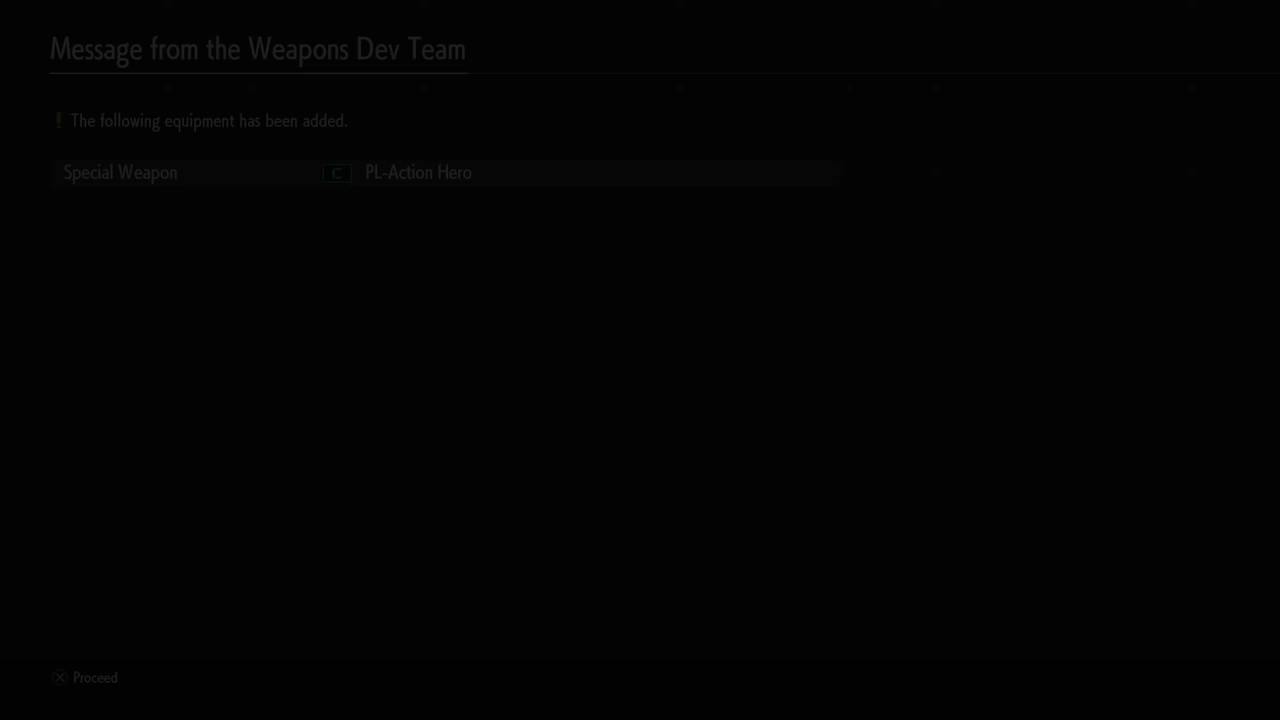 Message from the Weapons Dev Team
! The following equipment has been added.
Special Weapon C PL-Action Hero
Proceed